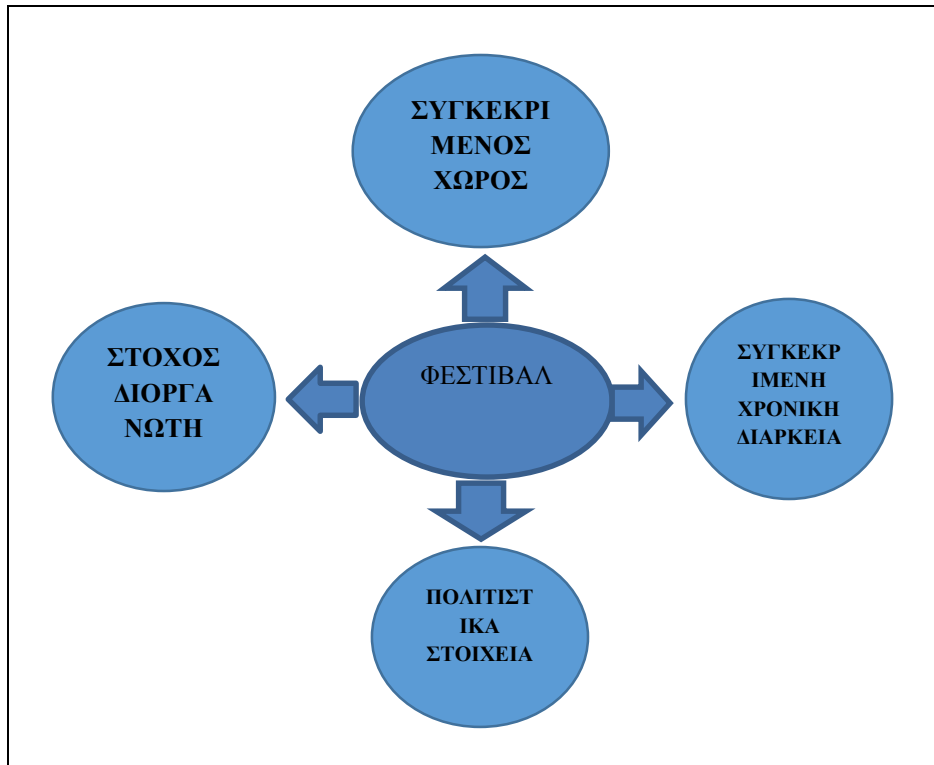 ΣΥΓΚΕΚΡΙ
ΜΕΝΟΣ
ΧΩΡΟΣ
ΣΤΟΧΟΣ
ΔΙΟΡΓΑ
ΝΩΤΗ
ΦΕΣΤΙΒΑΛ
ΣΥΓΚΕΚΡ
ΙΜΕΝΗ
ΧΡΟΝΙΚΗ
ΔΙΑΡΚΕΙΑ
ΠΟΛΙΤΙΣΤ
ΙΚΑ
ΣΤΟΙΧΕΙΑ